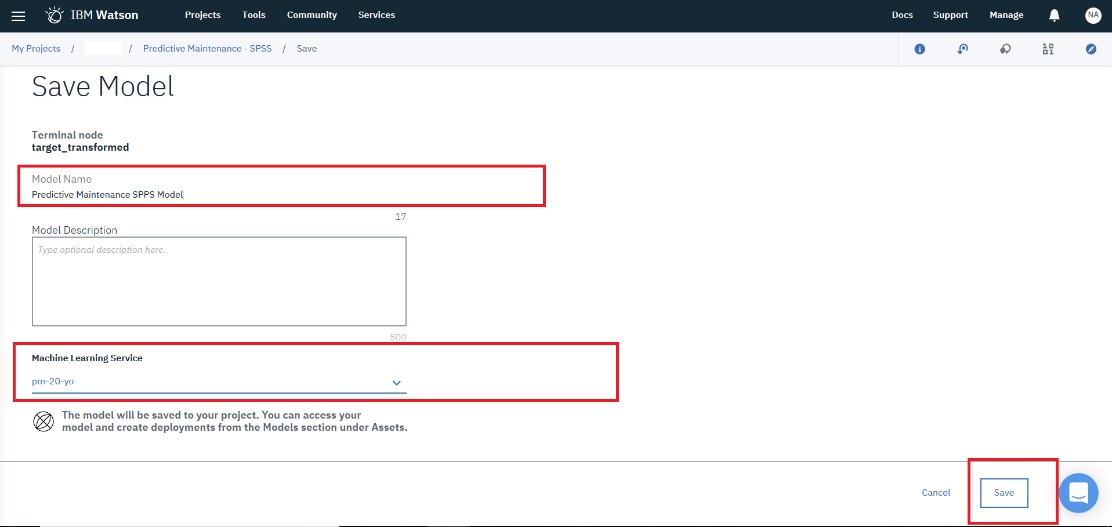 IBM Watson Projects Tools Community Services Docs Support Manage NA
My Projects / / Predictive Maintenance - SPSS / Save
Save Model
Terminal node
target_transformed
Model Name
Predictive Maintenance SPPS Model
17
Model Description
Type optional description here.
500
Machine Learning Service
pm-20-yo
The model will be saved to your project. You can access your
model and create deployments from the Models section under Assets.
Cancel Save